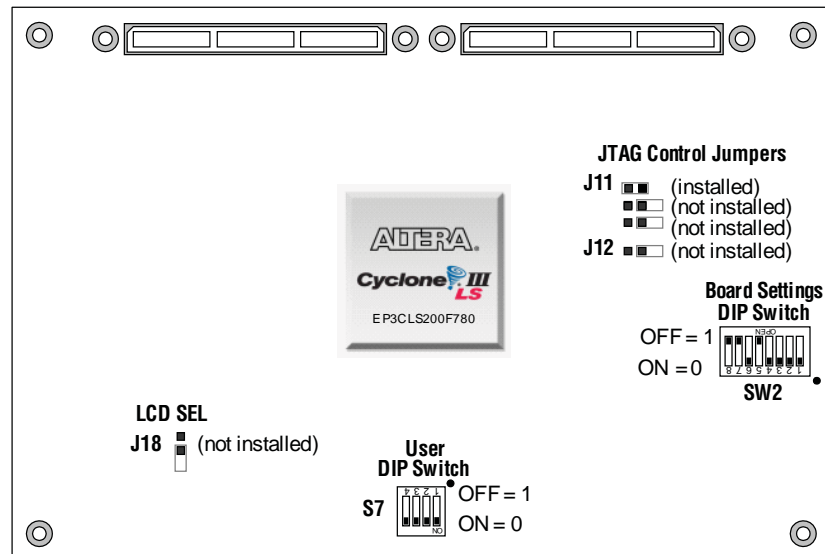 JTAG Control Jumpers
J11 (installed)
(not installed)
(not installed)
J12 (not installed)
ALTERA.
Cyclone III
LS
EP3CLS200F780
Board Settings
DIP Switch
OFF = 1
ON = 0
OPEN
8 7 6 5 4 3 2 1
SW2
LCD SEL
J18 (not installed)
User
DIP Switch
S7
4 3 2 1
ON
OFF = 1
ON = 0